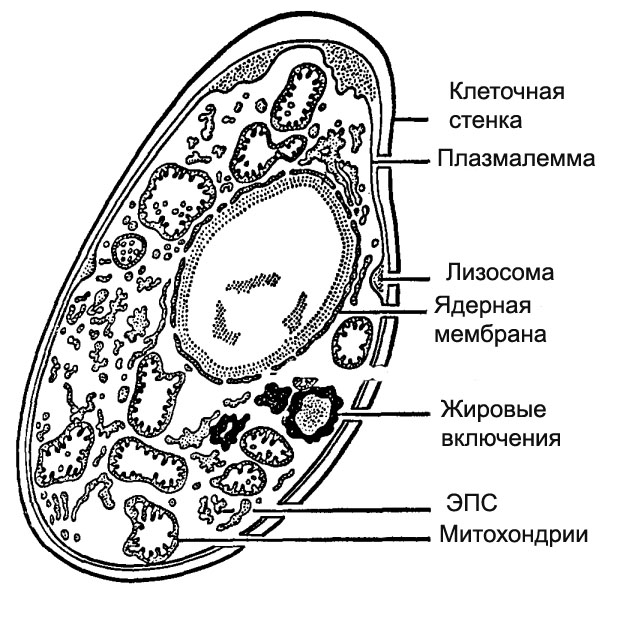 Клеточная
стенка
Плазмалемма
Лизосома
Ядерная
мембрана
Жировые
включения
ЭПС
Митохондрии